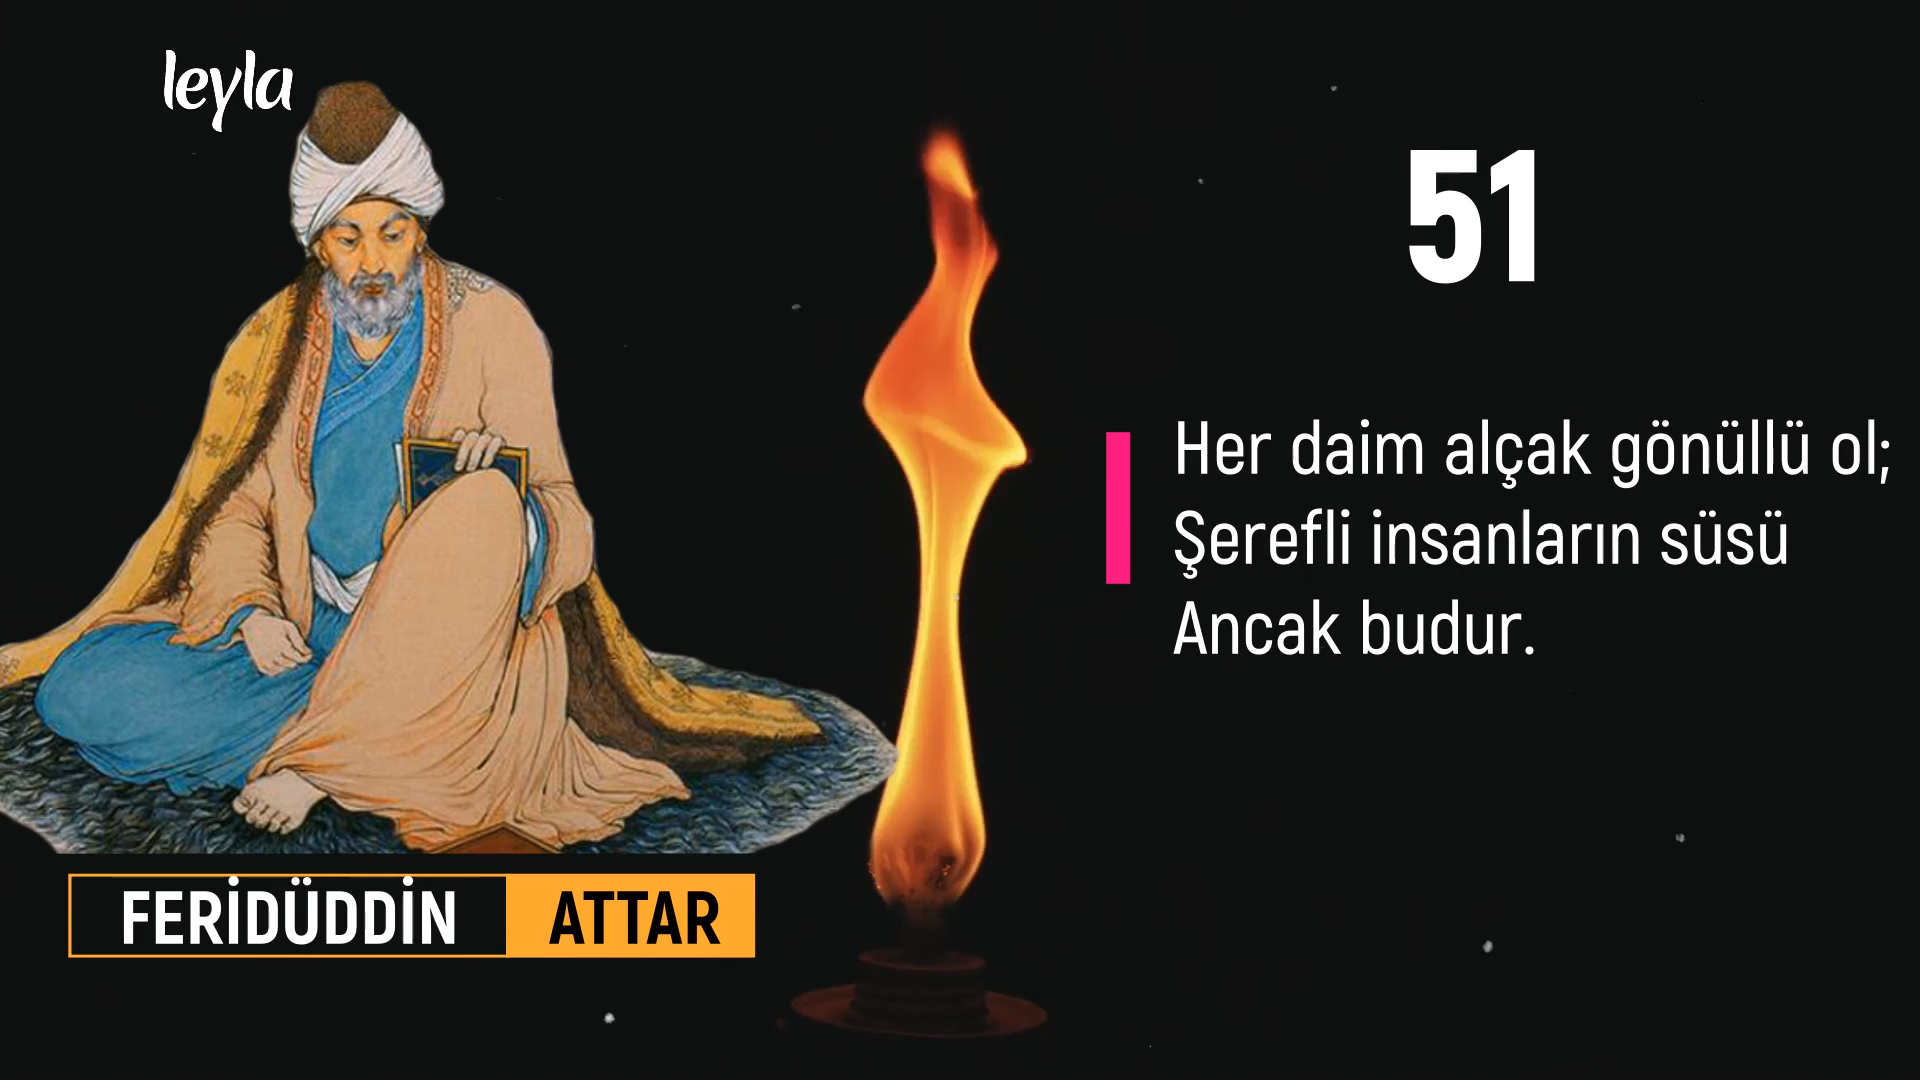 leyla
51
Her daim alçak gönüllü ol;
Şerefli insanların süsü
Ancak budur.
FERİDÜDDİN ATTAR